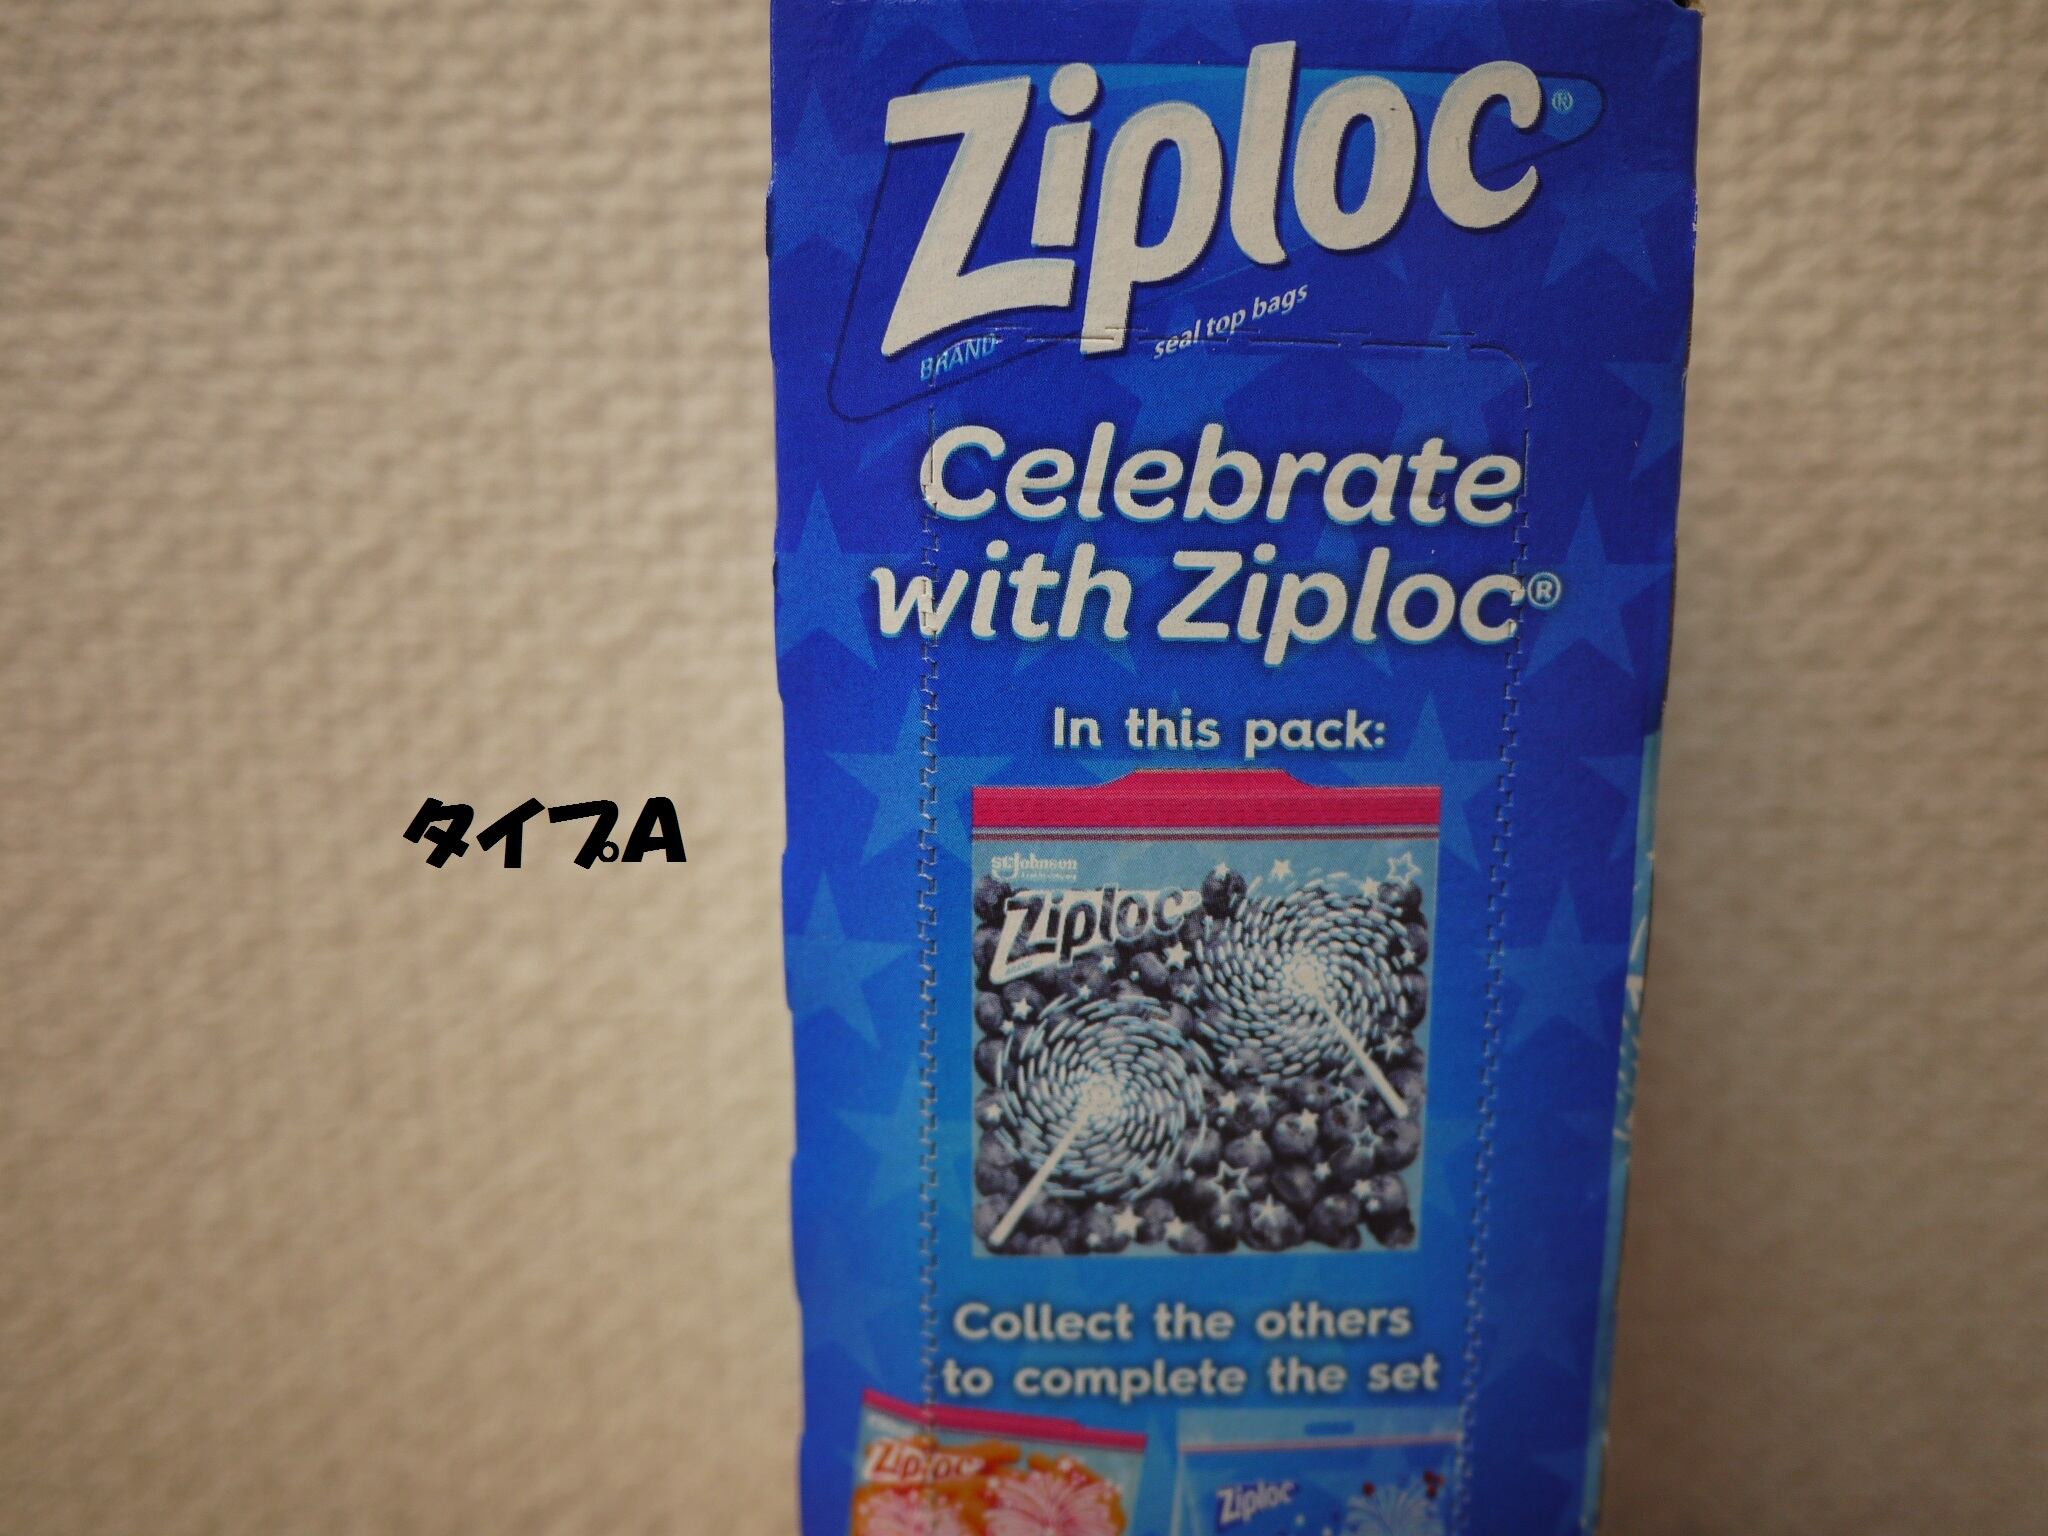 Ziploc®
BRAND
seal top bags
Celebrate
with Ziploc®
In this pack:
タイプA
Ziploc
Collect the others
to complete the set
Ziploc
Ziploc